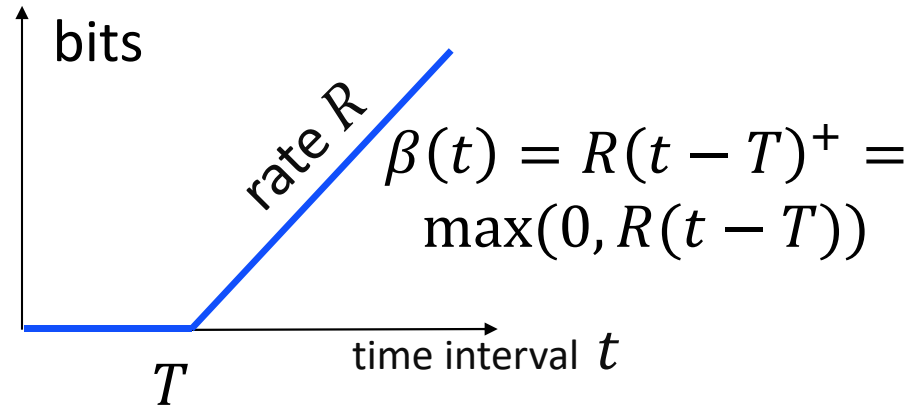 bits
rate R
β(t) = R(t − T)⁺ =
max(0, R(t − T))
T
time interval t